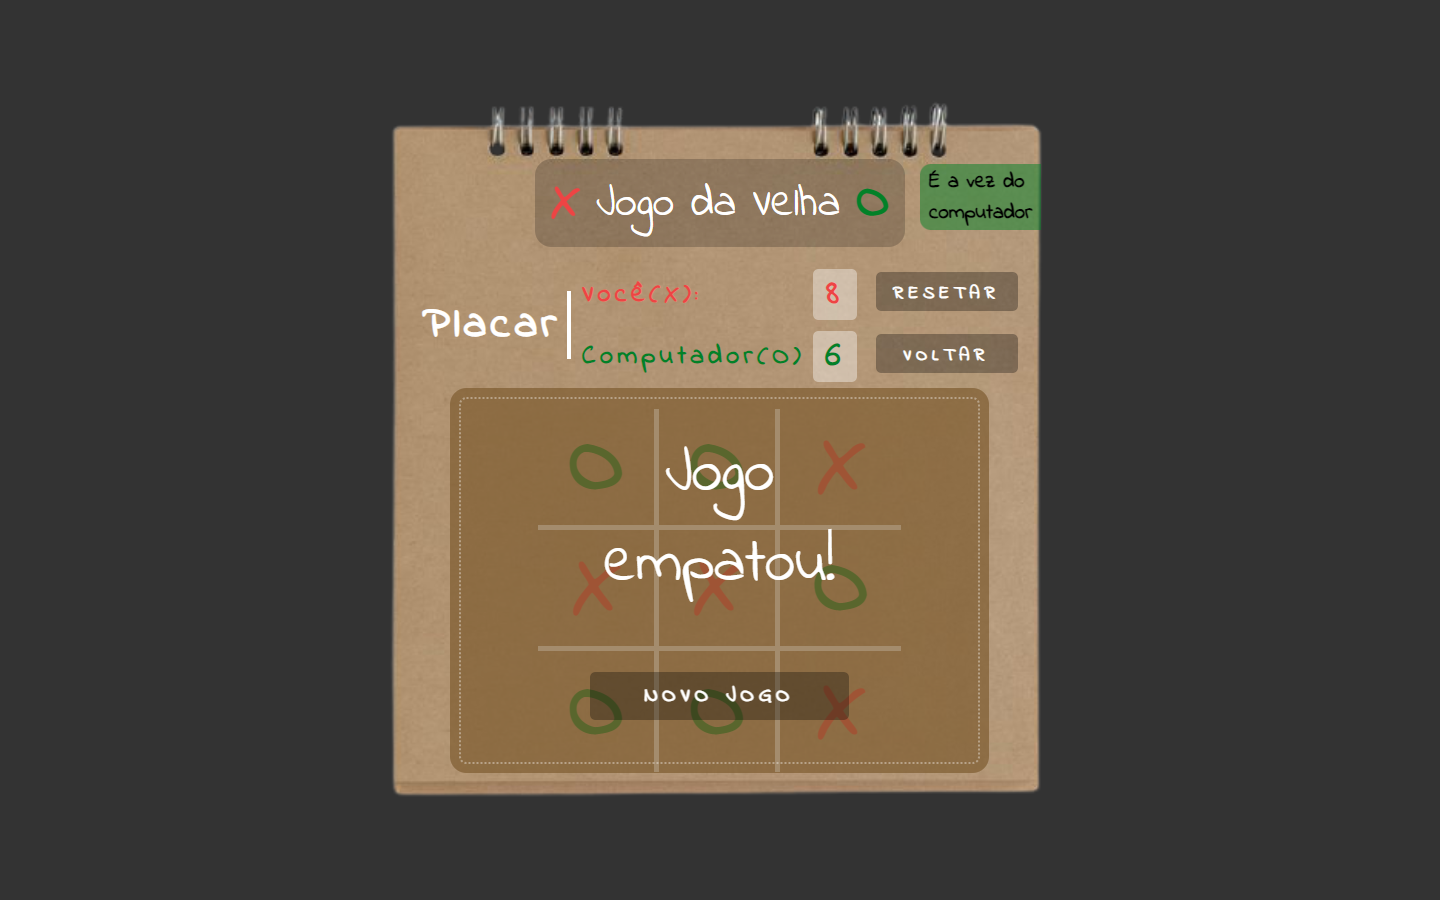 X Jogo da velha O
É a vez do
computador
Placar
Você(X):
8
RESETAR
Computador(O)
6
VOLTAR
O O X
Jogo
empatou!
X X O
NOVO JOGO
O O X